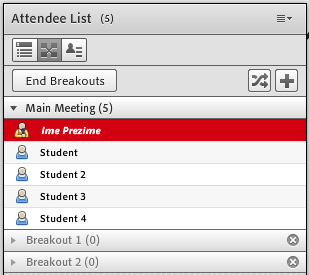 Attendee List (5)
End Breakouts
Main Meeting (5)
Ime Prezime
Student
Student 2
Student 3
Student 4
Breakout 1 (0)
Breakout 2 (0)